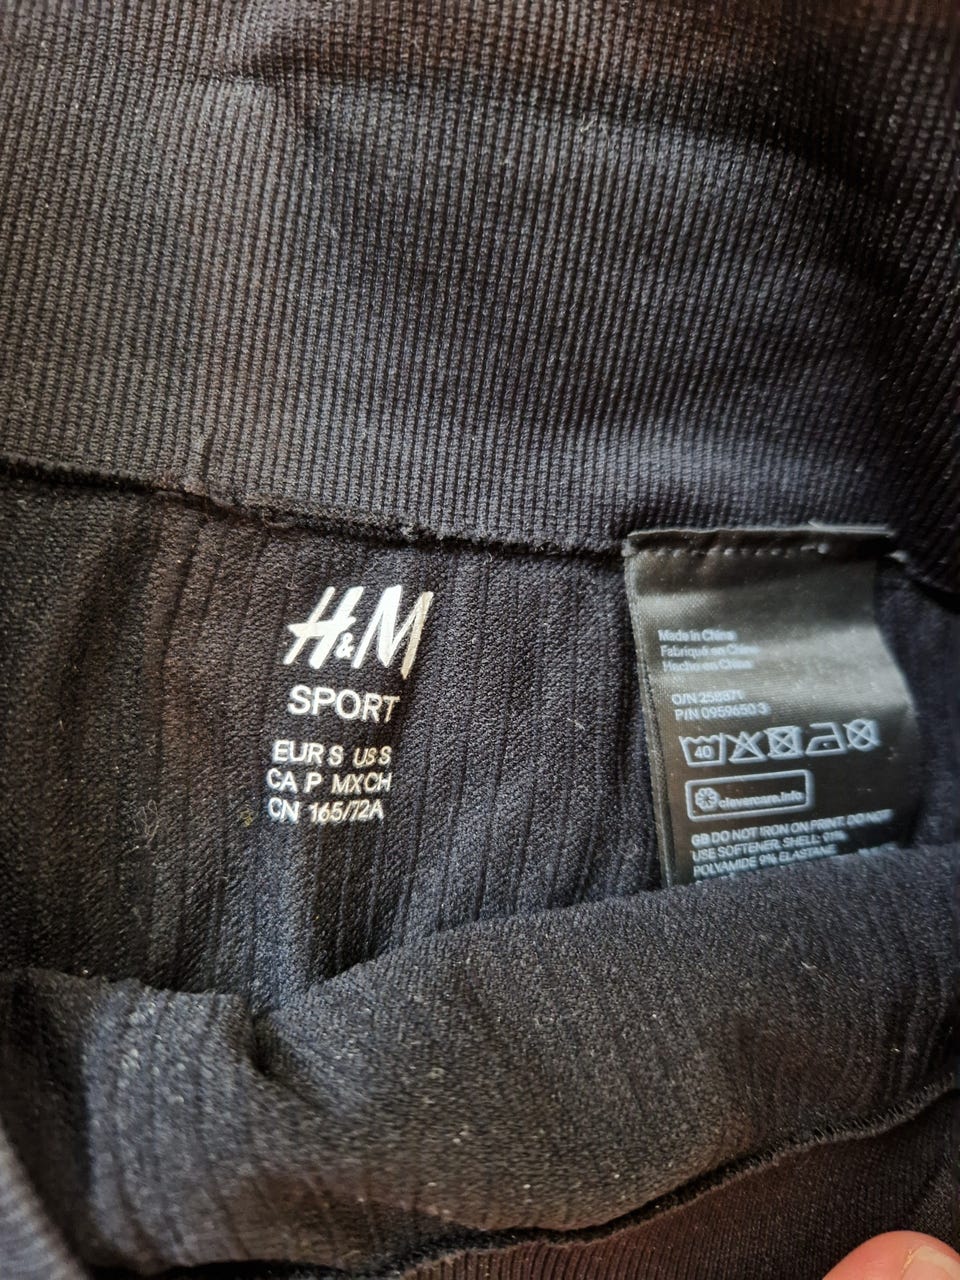 H&M
SPORT
EUR S US S
CA P MX CH
CN 165/72A
Made in China
Fabriqué en China
Hecho en China
O/N 258871
P/N 0959650 3
40
clevercare.info
GB DO NOT IRON ON PRINT. DO NOT
USE SOFTENER. SHELL: 91%
POLYAMIDE 9% ELASTANE